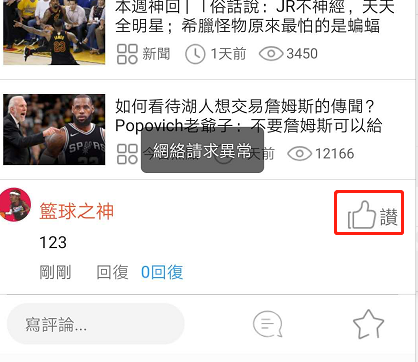 本週神回| 「俗話說：JR不神經，天天
全明星；希臘怪物原來最怕的是蝙蝠
新聞 1天前 3450
如何看待湖人想交易詹姆斯的傳聞？
Popovich老爺子：不要詹姆斯可以給
今 天前 12166
網絡請求異常
籃球之神
讚
123
剛剛 回復 0回復
寫評論...